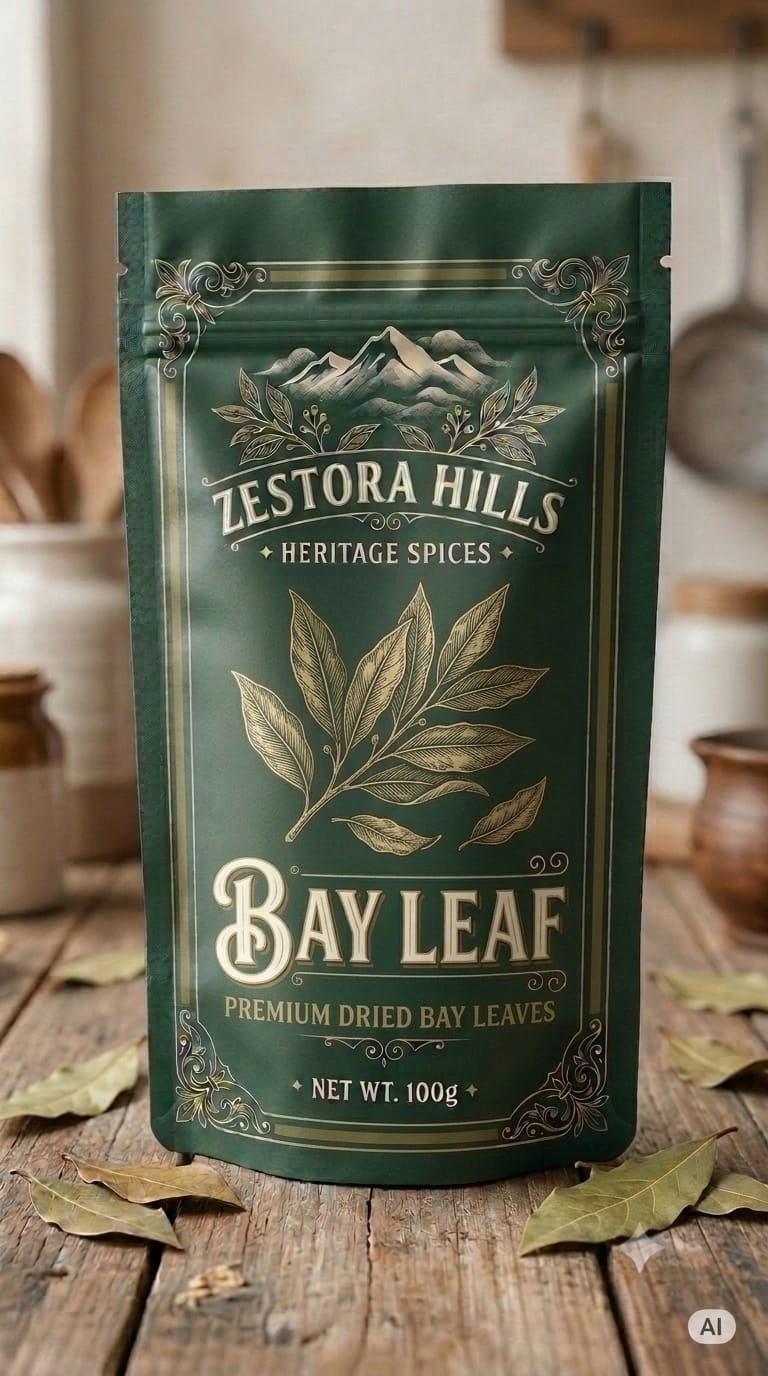 ZESTORA HILLS
HERITAGE SPICES
BAY LEAF
PREMIUM DRIED BAY LEAVES
NET WT. 100g
AI